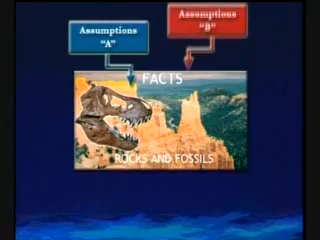 Assumptions
"A"
Assumptions
"B"
FACTS
ROCKS AND FOSSILS